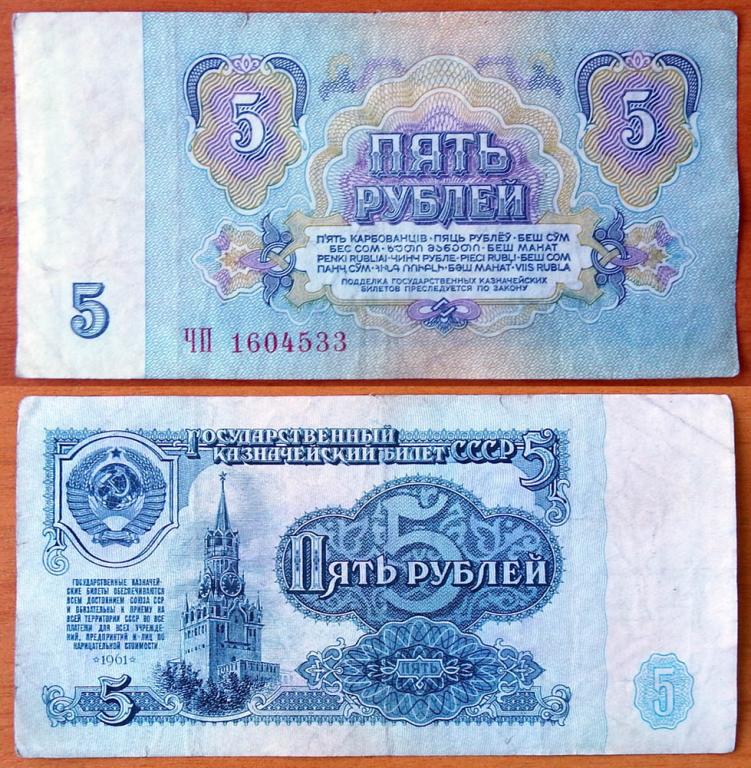 5
5
ПЯТЬ
РУБЛЕЙ
П'ЯТЬ КАРБОВАНЦІВ · ПЯЦЬ РУБЛЁЎ · БЕШ СЎМ
БЕС СОМ · ᲮᲣᲗᲘ ᲛᲐᲜᲔᲗᲘ · БЕШ МАНАТ
PENKI RUBLIAI · ЧИНЧ РУБЛЕ · PIECI RUBĻI · БЕШ СОМ
ПАНҶ СЎМ · ՀԻՆԳ ՌՈՒԲԼԻ · БӘШ МАНАТ · VIIS RUBLA
ПОДДЕЛКА ГОСУДАРСТВЕННЫХ КАЗНАЧЕЙСКИХ
БИЛЕТОВ ПРЕСЛЕДУЕТСЯ ПО ЗАКОНУ
5
ЧП 1604533
ГОСУДАРСТВЕННЫЙ
КАЗНАЧЕЙСКИЙ БИЛЕТ СССР
5
5
ПЯТЬ РУБЛЕЙ
ГОСУДАРСТВЕННЫЕ КАЗНАЧЕЙ-
СКИЕ БИЛЕТЫ ОБЕСПЕЧИВАЮТСЯ
ВСЕМ ДОСТОЯНИЕМ СОЮЗА ССР
И ОБЯЗАТЕЛЬНЫ К ПРИЕМУ НА
ВСЕЙ ТЕРРИТОРИИ СССР ВО ВСЕ
ПЛАТЕЖИ ДЛЯ ВСЕХ УЧРЕЖДЕ-
НИЙ, ПРЕДПРИЯТИЙ И ЛИЦ ПО
НАРИЦАТЕЛЬНОЙ СТОИМОСТИ
*1961*
ПЯТЬ
5
5